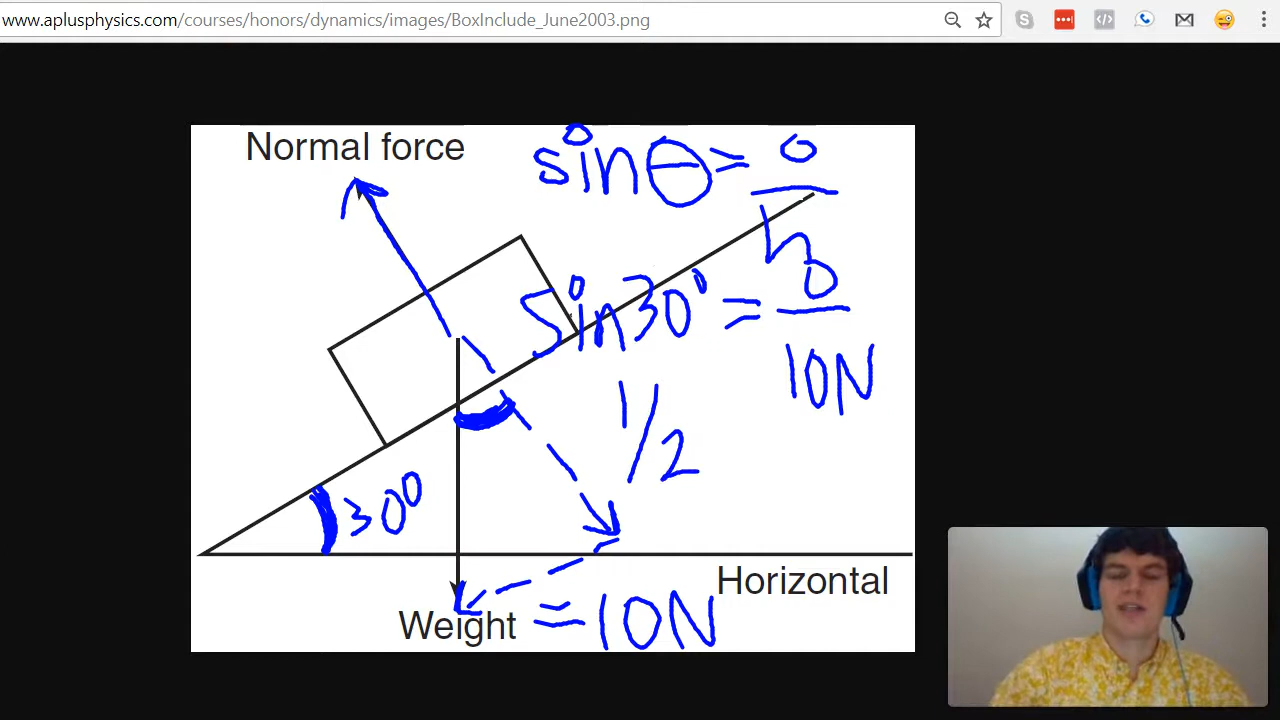 www.aplusphysics.com/courses/honors/dynamics/images/BoxInclude_June2003.png
Normal force
sinθ = o/h
sin30° = o/10N
1/2
30°
Horizontal
Weight = 10N